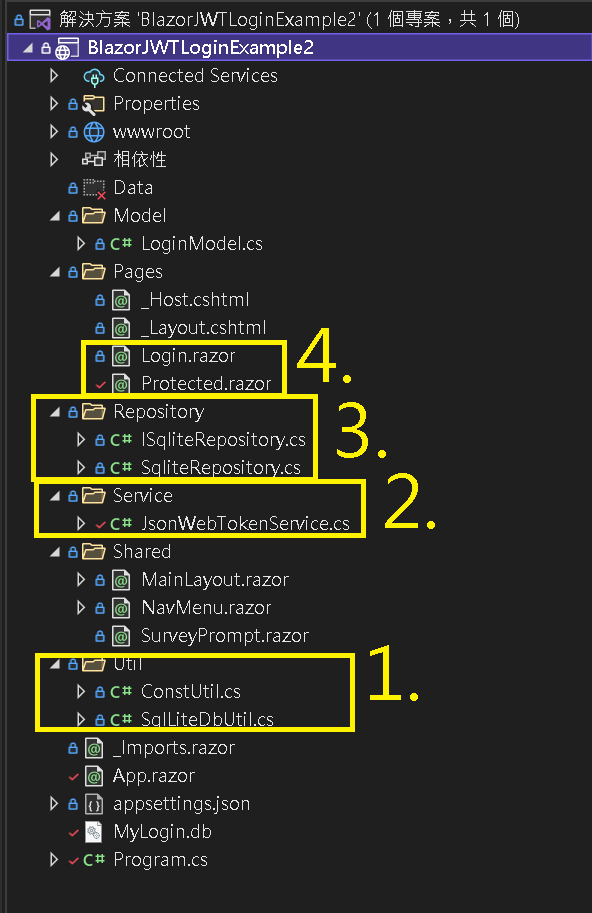 解決方案 'BlazorJWTLoginExample2' (1 個專案，共 1 個)
BlazorJWTLoginExample2
Connected Services
Properties
wwwroot
相依性
Data
Model
C# LoginModel.cs
Pages
_Host.cshtml
_Layout.cshtml
Login.razor
Protected.razor
4.
Repository
C# ISqliteRepository.cs
C# SqliteRepository.cs
3.
Service
C# JsonWebTokenService.cs
2.
Shared
MainLayout.razor
NavMenu.razor
SurveyPrompt.razor
Util
C# ConstUtil.cs
C# SqlLiteDbUtil.cs
1.
_Imports.razor
App.razor
appsettings.json
MyLogin.db
C# Program.cs